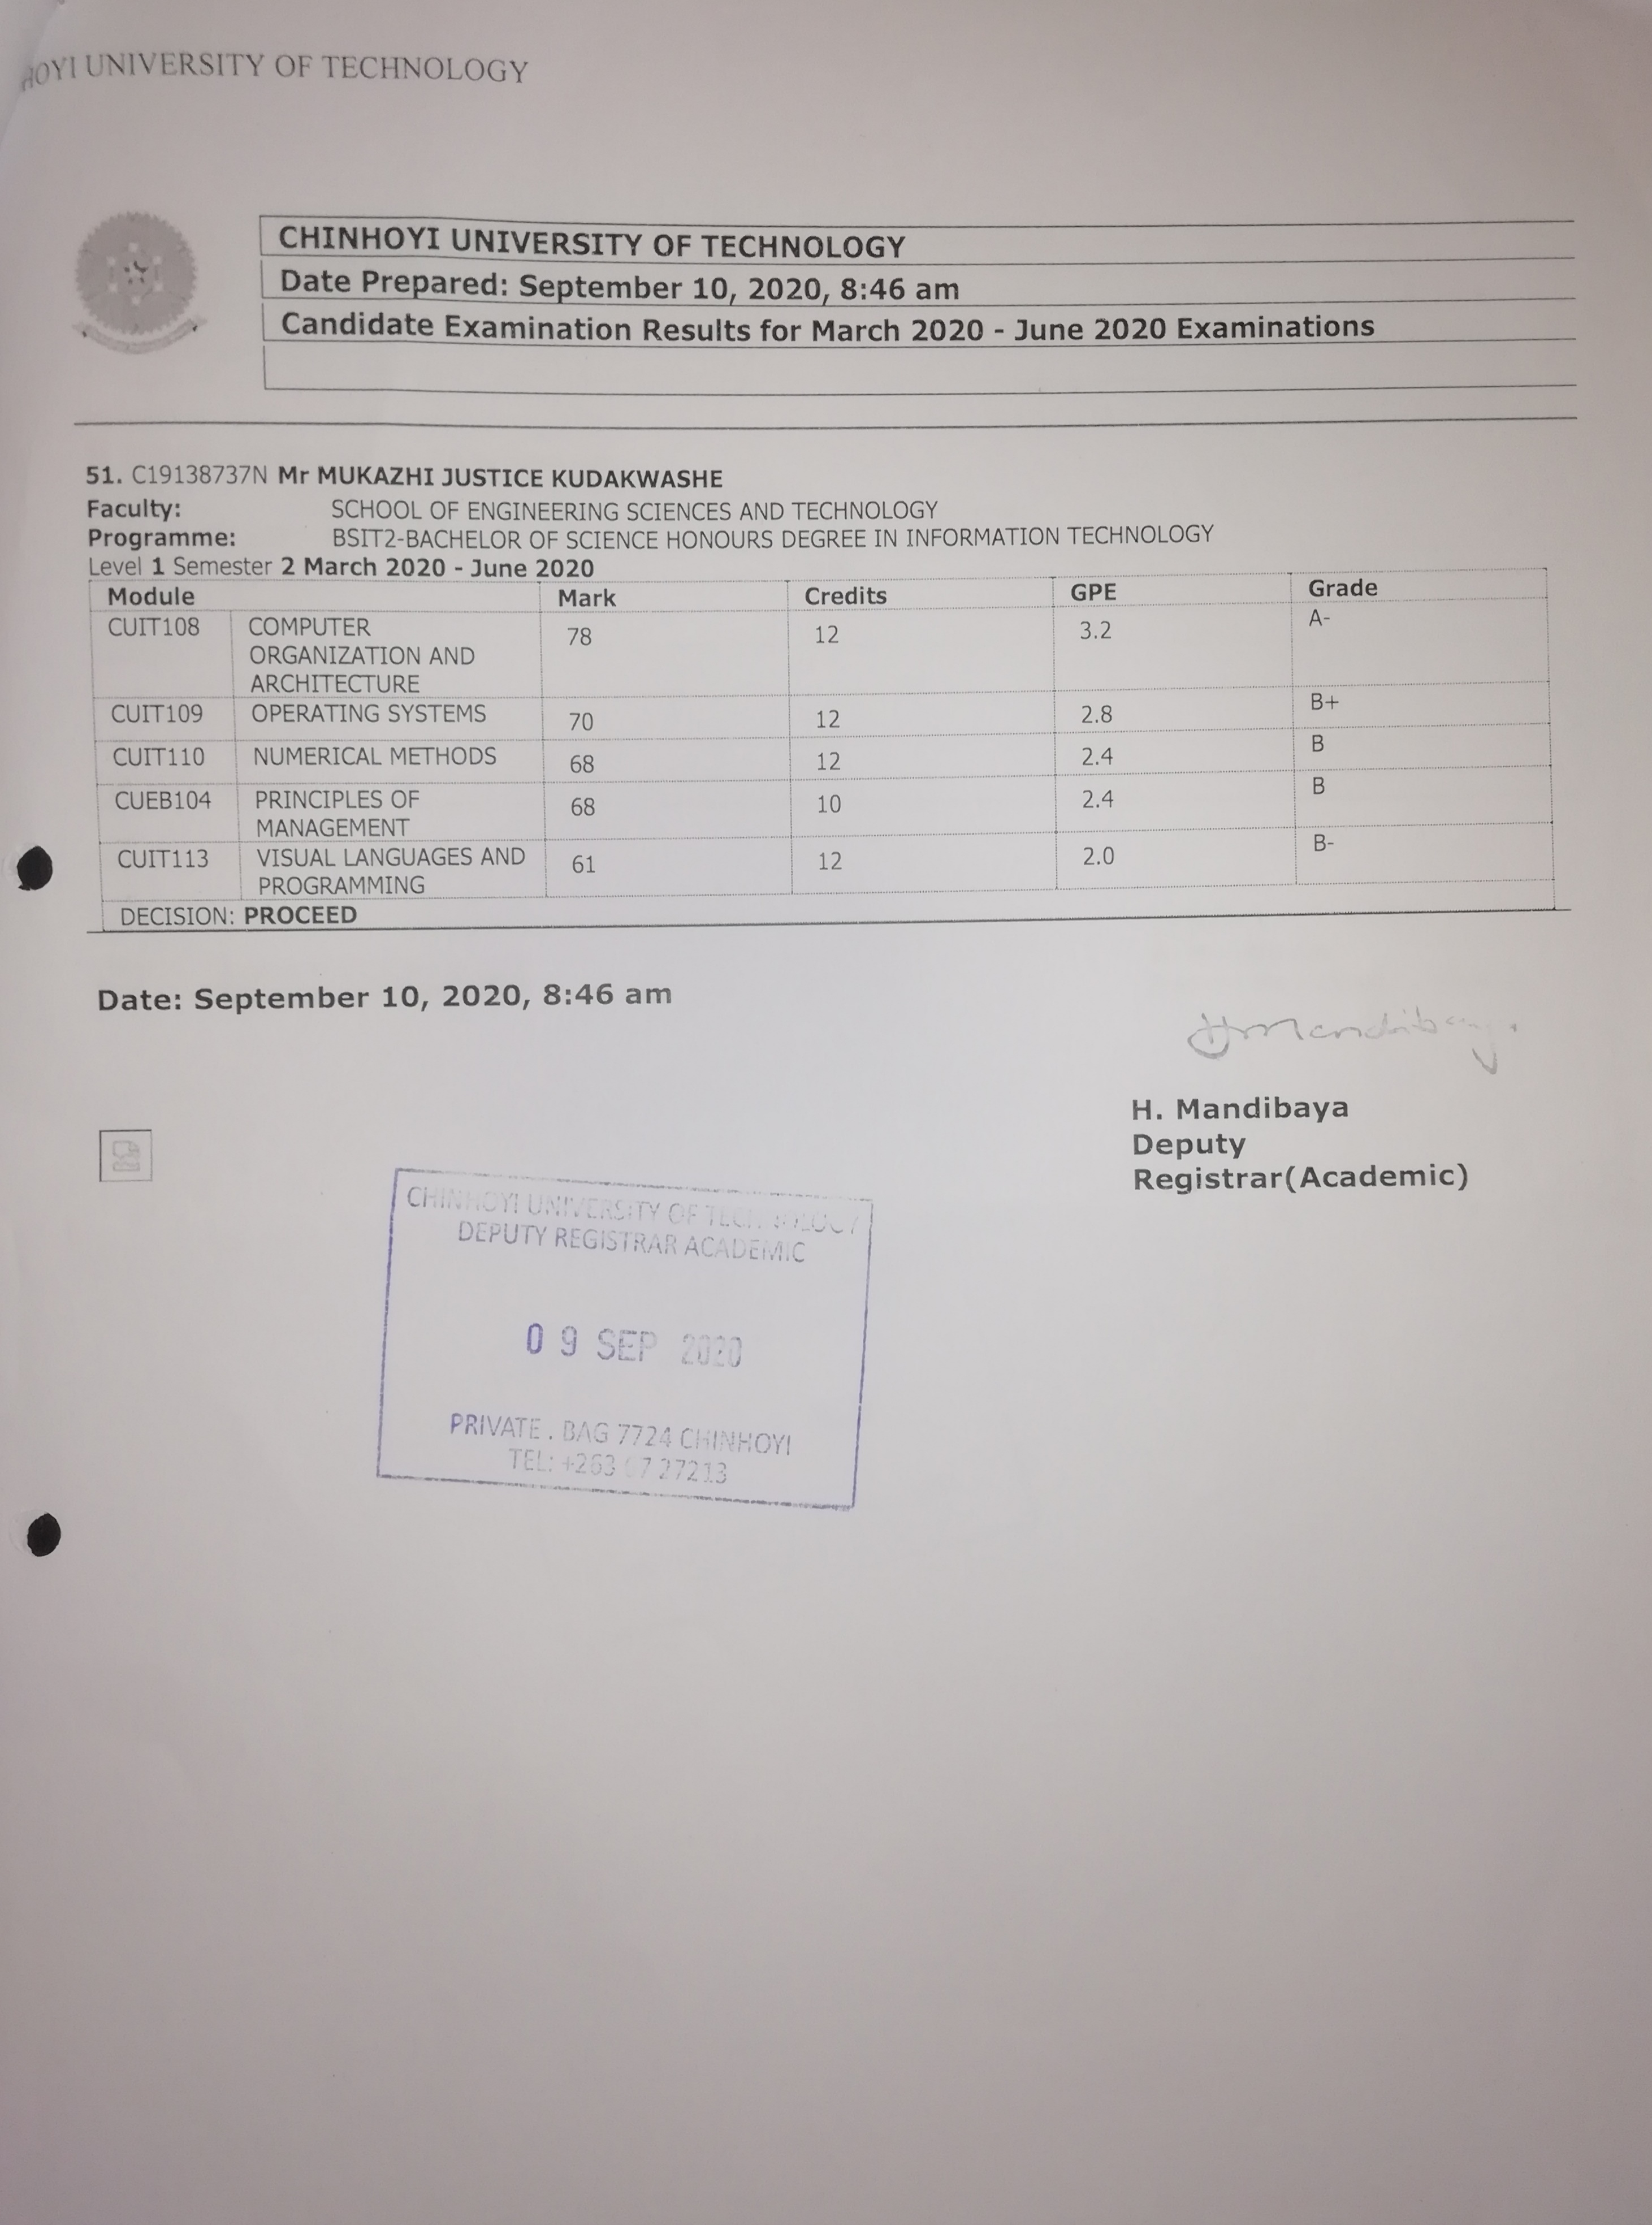 HOYI UNIVERSITY OF TECHNOLOGY
CHINHOYI UNIVERSITY OF TECHNOLOGY
Date Prepared: September 10, 2020, 8:46 am
Candidate Examination Results for March 2020 - June 2020 Examinations
51. C19138737N Mr MUKAZHI JUSTICE KUDAKWASHE
Faculty: SCHOOL OF ENGINEERING SCIENCES AND TECHNOLOGY
Programme: BSIT2-BACHELOR OF SCIENCE HONOURS DEGREE IN INFORMATION TECHNOLOGY
Level 1 Semester 2 March 2020 - June 2020
Module Mark Credits GPE Grade
CUIT108 COMPUTER 78 12 3.2 A-
ORGANIZATION AND
ARCHITECTURE
CUIT109 OPERATING SYSTEMS 70 12 2.8 B+
CUIT110 NUMERICAL METHODS 68 12 2.4 B
CUEB104 PRINCIPLES OF 68 10 2.4 B
MANAGEMENT
CUIT113 VISUAL LANGUAGES AND 61 12 2.0 B-
PROGRAMMING
DECISION: PROCEED
Date: September 10, 2020, 8:46 am
HMandibaya
H. Mandibaya
Deputy
Registrar(Academic)
CHINHOYI UNIVERSITY OF TECHNOLOGY
DEPUTY REGISTRAR ACADEMIC
09 SEP 2020
PRIVATE . BAG 7724 CHINHOYI
TEL: +263 67 27213